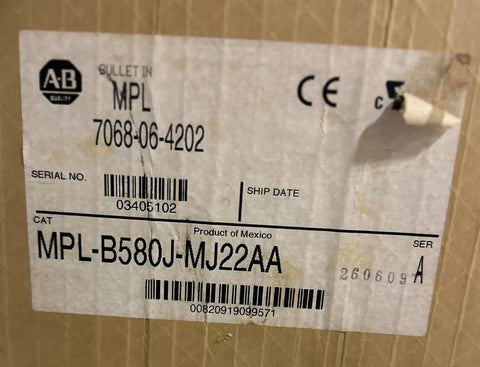 A·B
QUALITY
BULLETIN
MPL
7068-06-4202
CE
C
SERIAL NO.
03405102
SHIP DATE
CAT
Product of Mexico
SER
MPL-B580J-MJ22AA
260609
A
00820919099571